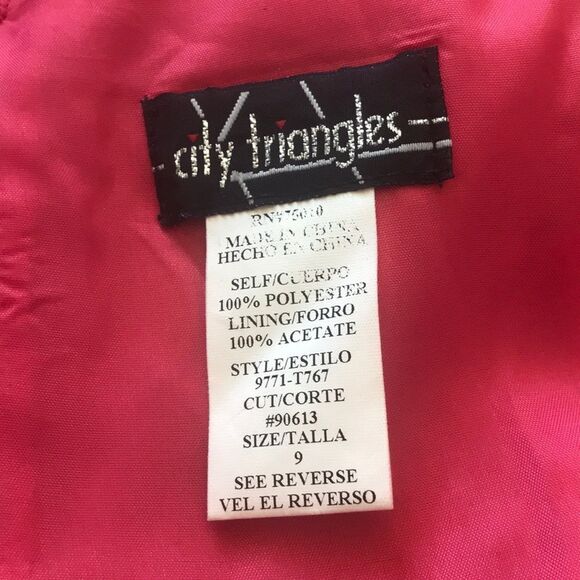 city triangles
MADE IN CHINA
HECHO EN CHINA
SELF/CUERPO
100% POLYESTER
LINING/FORRO
100% ACETATE
STYLE/ESTILO
9771-T767
CUT/CORTE
#90613
SIZE/TALLA
9
SEE REVERSE
VEL EL REVERSO